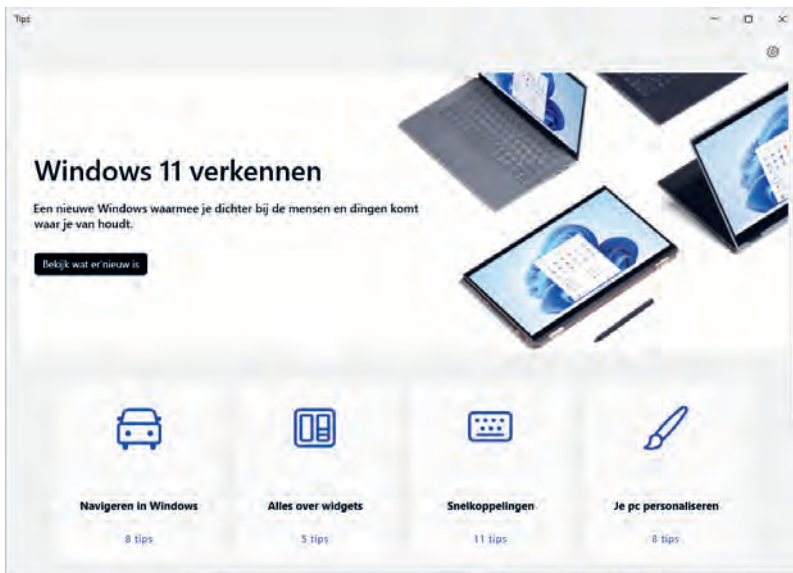 Tips
Windows 11 verkennen
Een nieuwe Windows waarmee je dichter bij de mensen en dingen komt
waar je van houdt.
Bekijk wat er nieuw is
Navigeren in Windows
Alles over widgets
Snelkoppelingen
Je pc personaliseren
8 tips
5 tips
11 tips
8 tips